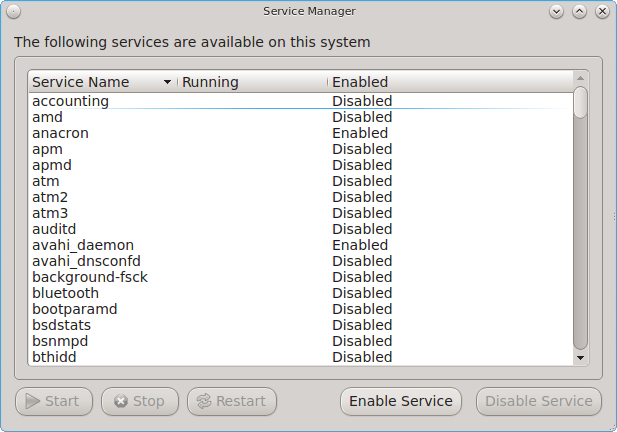 Service Manager
The following services are available on this system
Service Name Running Enabled
accounting Disabled
amd Disabled
anacron Enabled
apm Disabled
apmd Disabled
atm Disabled
atm2 Disabled
atm3 Disabled
auditd Disabled
avahi_daemon Enabled
avahi_dnsconfd Disabled
background-fsck Disabled
bluetooth Disabled
bootparamd Disabled
bsdstats Disabled
bsnmpd Disabled
bthidd Disabled
Start Stop Restart Enable Service Disable Service